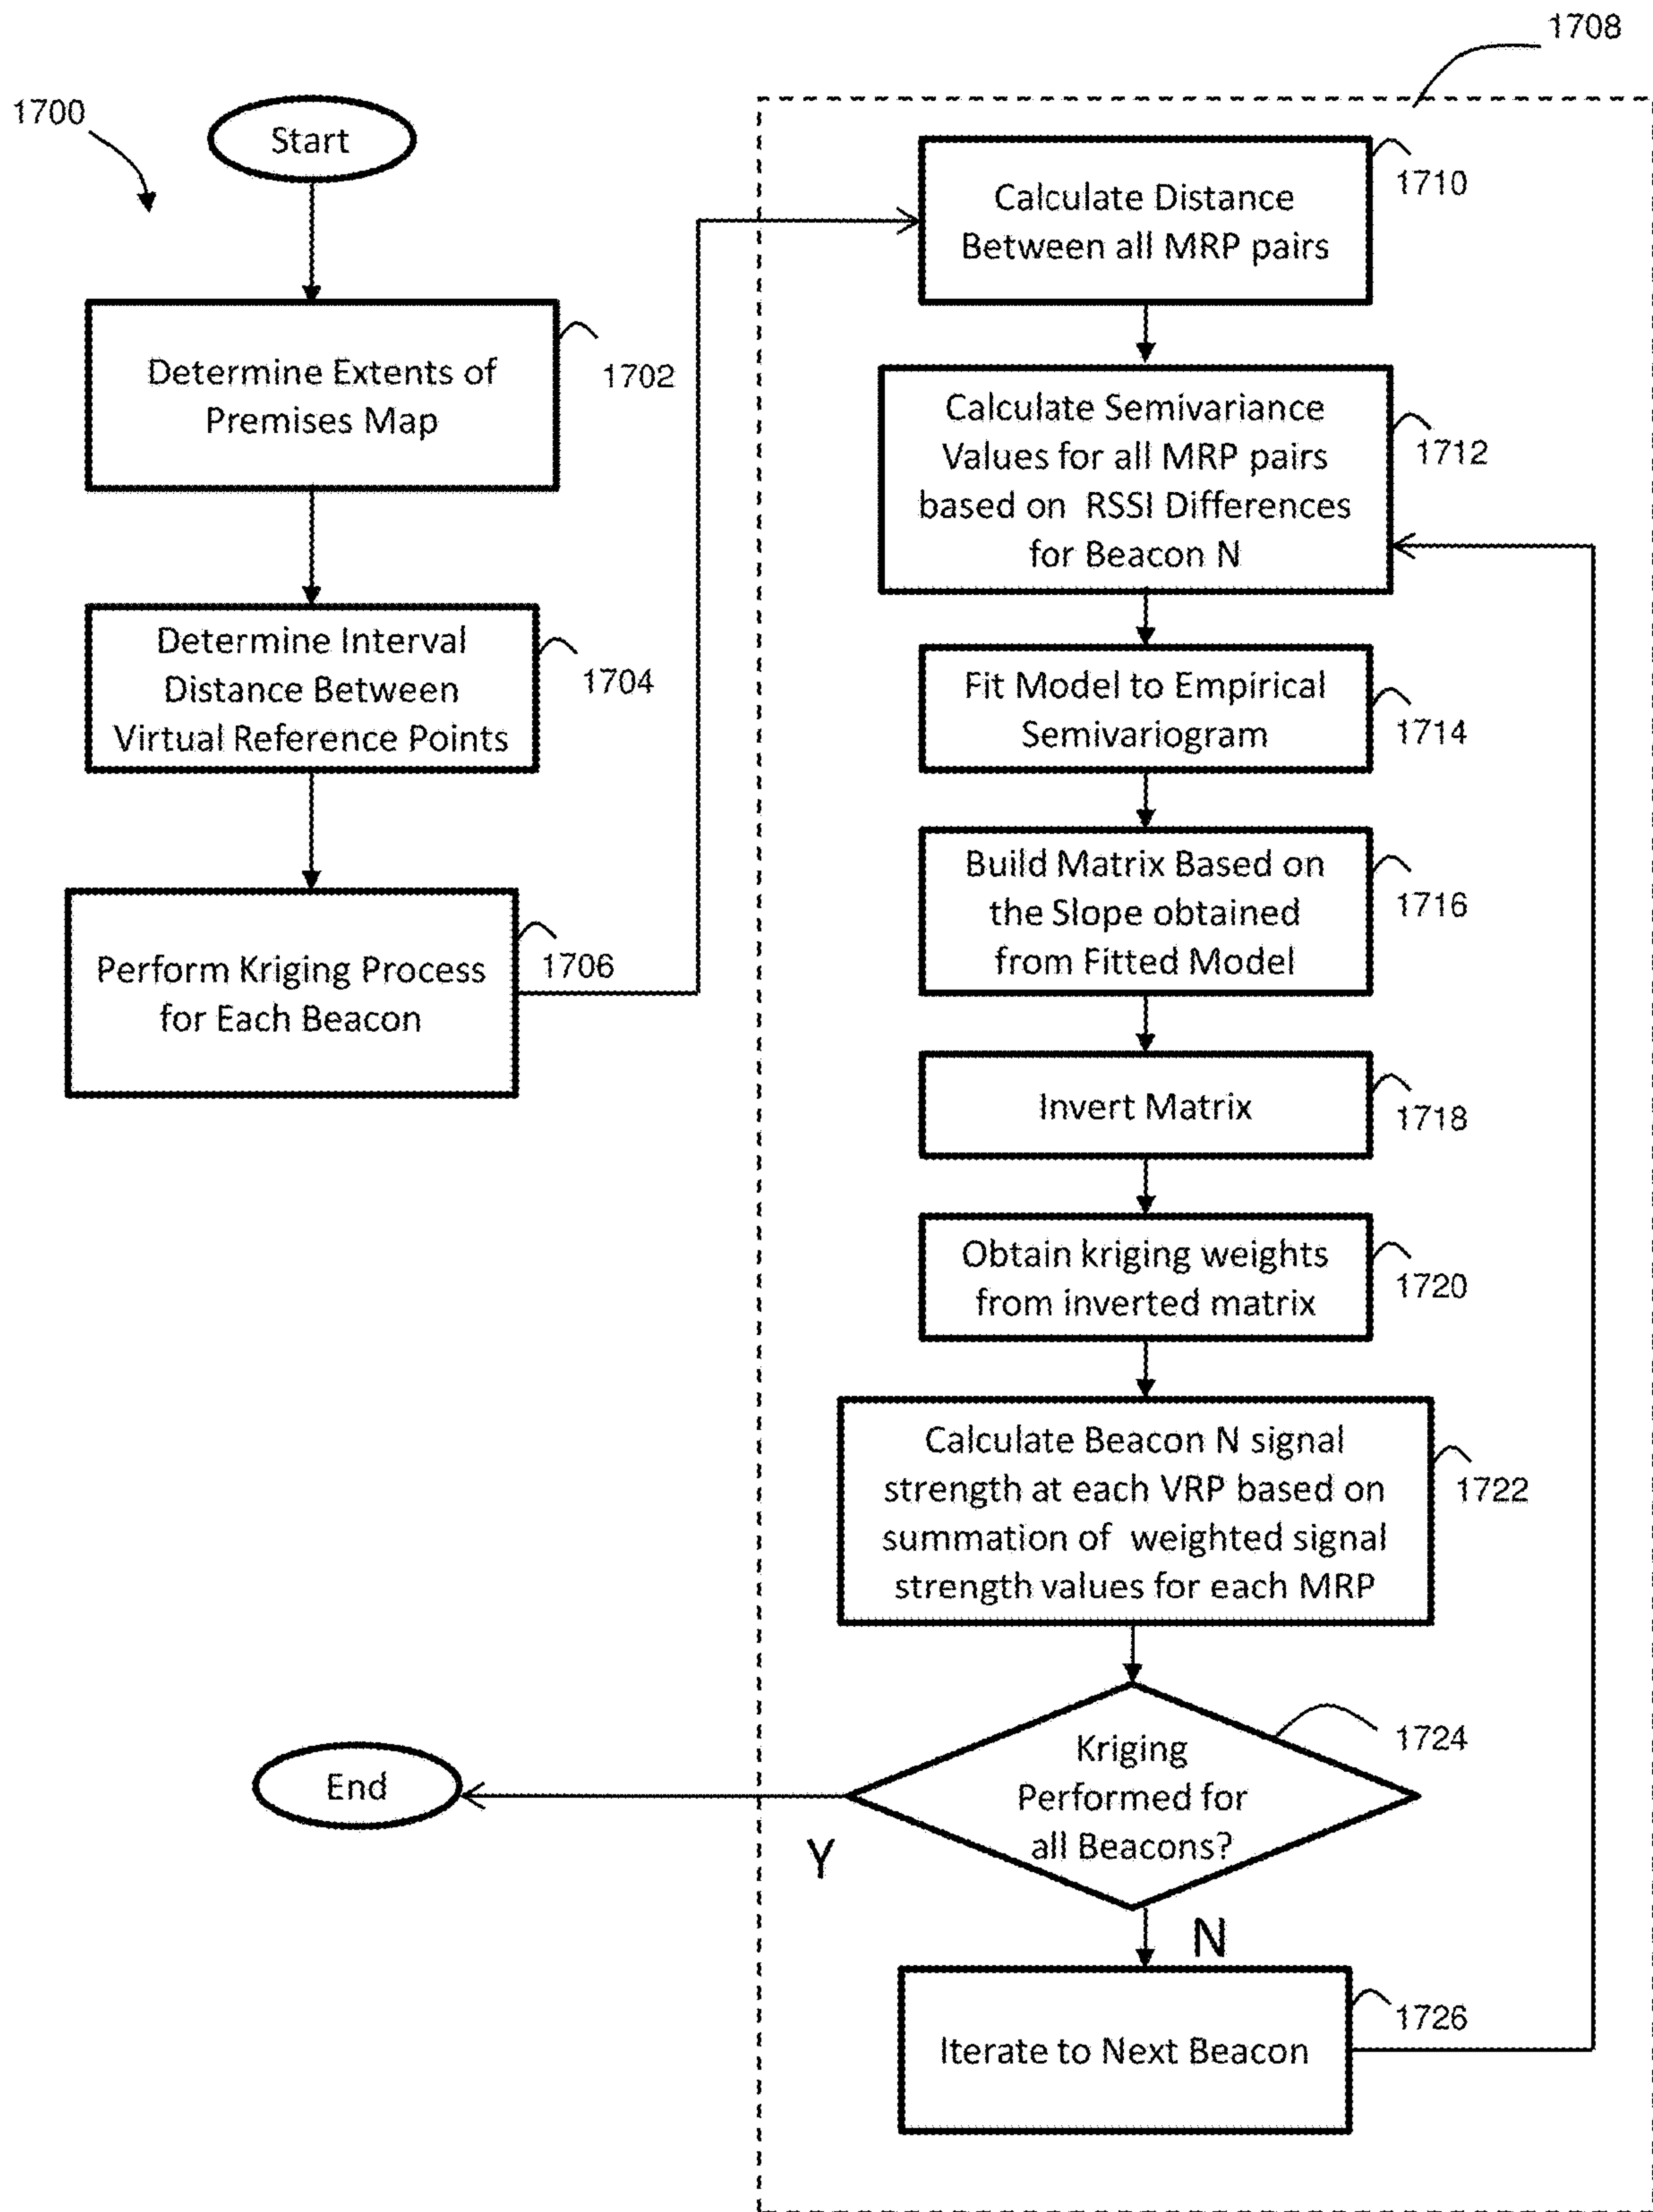 1700
Start
Determine Extents of
Premises Map
1702
Determine Interval
Distance Between
Virtual Reference Points
1704
Perform Kriging Process
for Each Beacon
1706
1708
Calculate Distance
Between all MRP pairs
1710
Calculate Semivariance
Values for all MRP pairs
based on RSSI Differences
for Beacon N
1712
Fit Model to Empirical
Semivariogram
1714
Build Matrix Based on
the Slope obtained
from Fitted Model
1716
Invert Matrix
1718
Obtain kriging weights
from inverted matrix
1720
Calculate Beacon N signal
strength at each VRP based on
summation of weighted signal
strength values for each MRP
1722
Kriging
Performed for
all Beacons?
1724
Y
End
N
Iterate to Next Beacon
1726